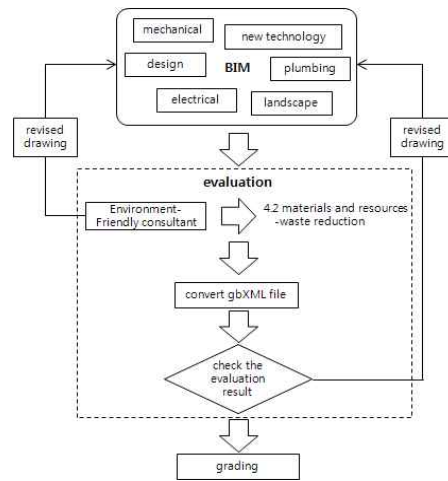 mechanical
new technology
design
BIM
plumbing
electrical
landscape
revised
drawing
revised
drawing
evaluation
Environment-
Friendly consultant
4.2 materials and resources
-waste reduction
convert gbXML file
check the
evaluation
result
grading